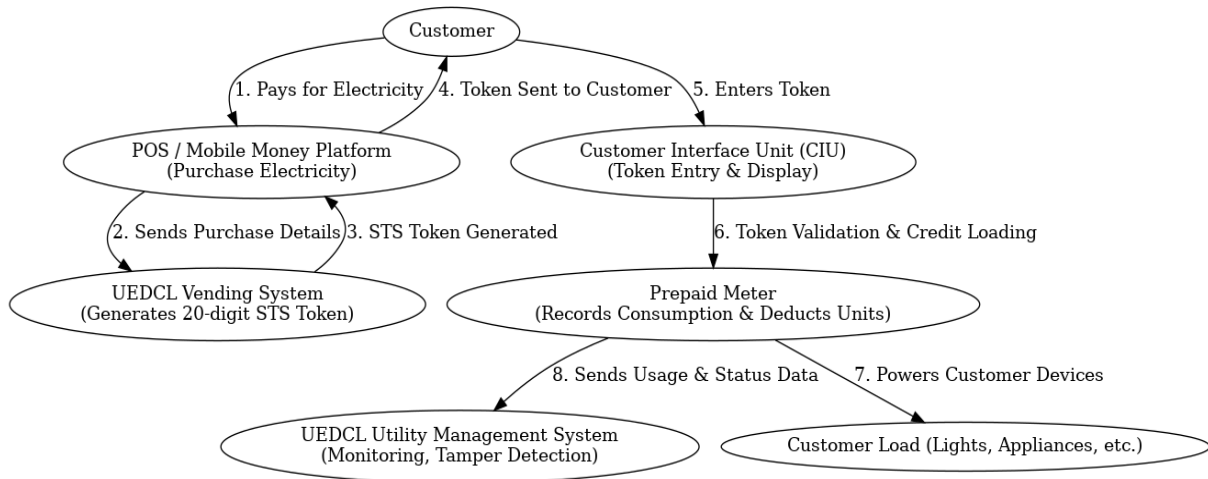 Customer
1. Pays for Electricity
4. Token Sent to Customer
5. Enters Token
POS / Mobile Money Platform
(Purchase Electricity)
Customer Interface Unit (CIU)
(Token Entry & Display)
2. Sends Purchase Details
3. STS Token Generated
6. Token Validation & Credit Loading
UEDCL Vending System
(Generates 20-digit STS Token)
Prepaid Meter
(Records Consumption & Deducts Units)
8. Sends Usage & Status Data
7. Powers Customer Devices
UEDCL Utility Management System
(Monitoring, Tamper Detection)
Customer Load (Lights, Appliances, etc.)